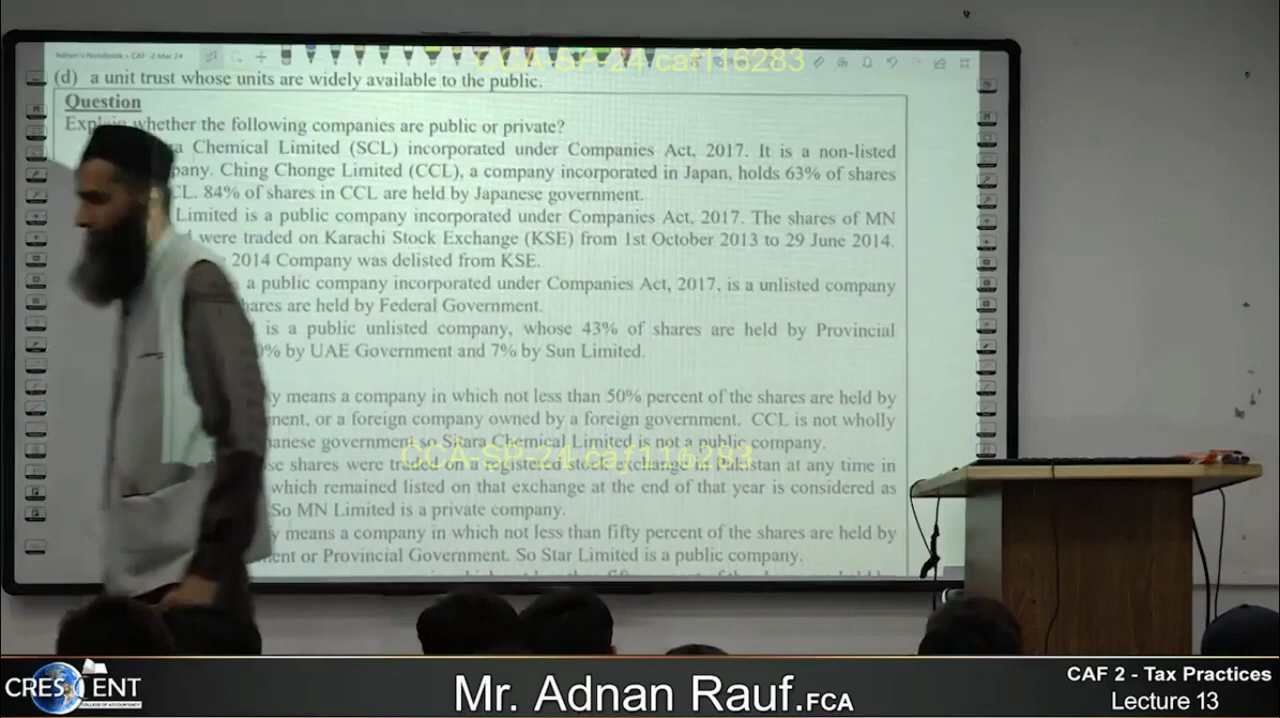 Adnan's Notebook » CAF -2 Mar 24
CCA-SP-24.caf116283
(d) a unit trust whose units are widely available to the public.
Question
whether the following companies are public or private?
Chemical Limited (SCL) incorporated under Companies Act, 2017. It is a non-listed
Ching Chonge Limited (CCL), a company incorporated in Japan, holds 63% of shares
84% of shares in CCL are held by Japanese government.
Limited is a public company incorporated under Companies Act, 2017. The shares of MN
were traded on Karachi Stock Exchange (KSE) from 1st October 2013 to 29 June 2014.
2014 Company was delisted from KSE.
a public company incorporated under Companies Act, 2017, is a unlisted company
are held by Federal Government.
is a public unlisted company, whose 43% of shares are held by Provincial
by UAE Government and 7% by Sun Limited.
means a company in which not less than 50% percent of the shares are held by
or a foreign company owned by a foreign government. CCL is not wholly
government so Sitara Chemical Limited is not a public company.
CCA-SP-24.caf116283
shares were traded on a registered stock exchange in Pakistan at any time in
which remained listed on that exchange at the end of that year is considered as
So MN Limited is a private company.
means a company in which not less than fifty percent of the shares are held by
or Provincial Government. So Star Limited is a public company.
CRESCENT
COLLEGE OF ACCOUNTANCY
Mr. Adnan Rauf.FCA
CAF 2 - Tax Practices
Lecture 13